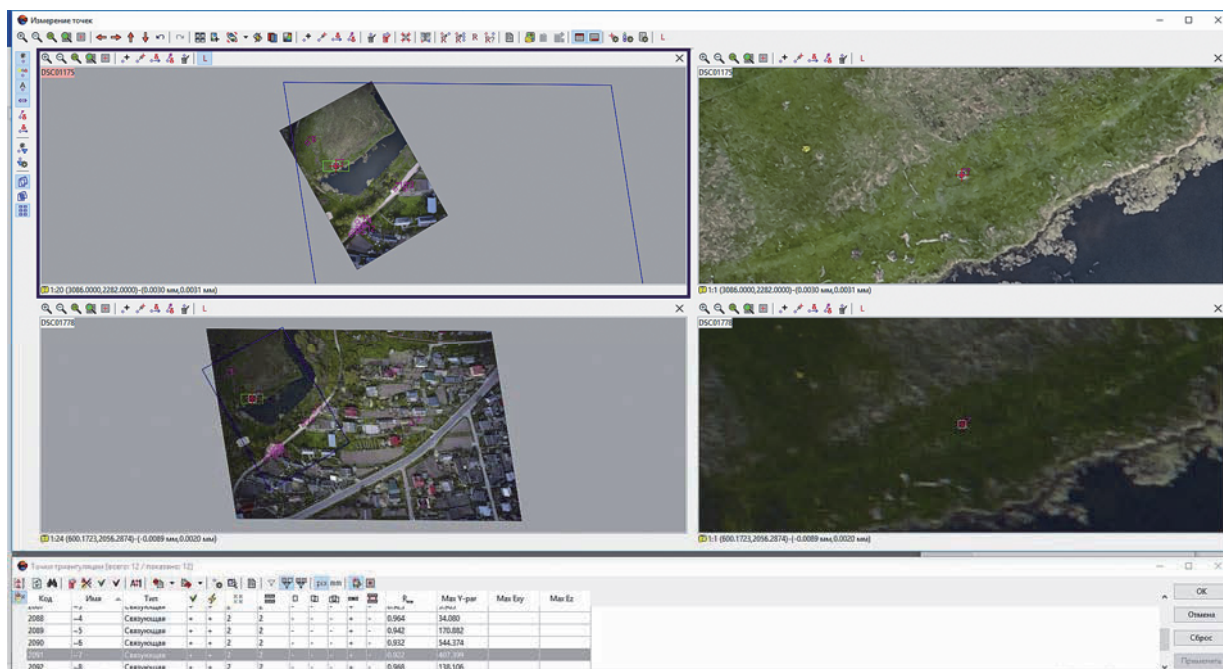 Измерение точек
L
R
L
DSC01175
1:20 (3086.0000,2282.0000)-(0.0030 мм,0.0031 мм)
L
DSC01175
1:1 (3086.0000,2282.0000)-(0.0030 мм,0.0031 мм)
L
DSC01778
1:24 (600.1723,2056.2874)-(-0.0089 мм,0.0020 мм)
L
DSC01778
1:1 (600.1723,2056.2874)-(-0.0089 мм,0.0020 мм)
Точки триангуляции [всего: 12 / показано: 12]
pix mm
Код Имя Тип Max Y-par Max Exy Max Ez
2088 ~4 Связующая + + 2 2 - - - + - 0.964 34.080
2089 ~5 Связующая + + 2 2 - - - + - 0.942 170.882
2090 ~6 Связующая + + 2 2 - - - + - 0.932 544.374
2091 ~7 Связующая + + 2 2 - - - + - 0.922
2092 ~8 Связующая + + 2 2 - - - + - 0.968 138.106
OK
Отмена
Сброс
Применить